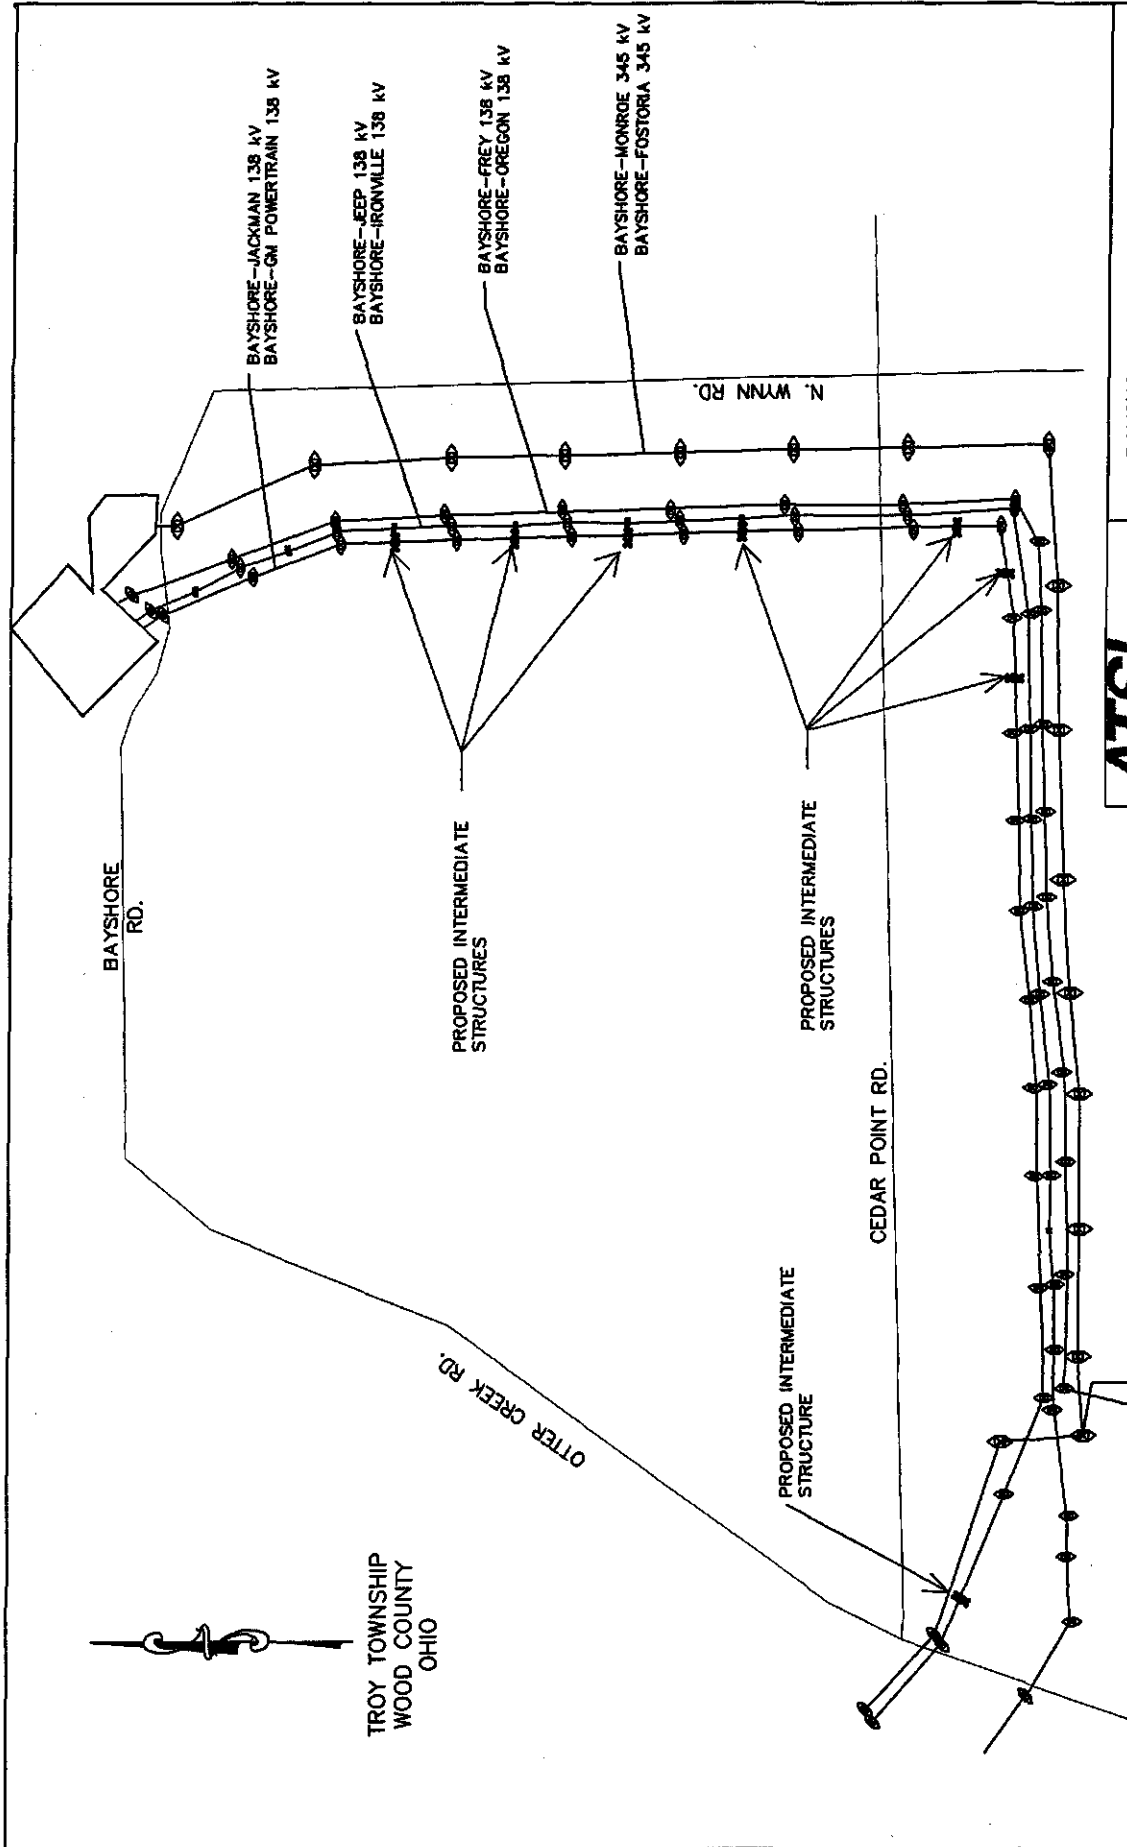 BAYSHORE-JACKMAN 138 kV
BAYSHORE-GM POWERTRAIN 138 kV
BAYSHORE-JEEP 138 kV
BAYSHORE-IRONVILLE 138 kV
BAYSHORE-FREY 138 kV
BAYSHORE-OREGON 138 kV
BAYSHORE-MONROE 345 kV
BAYSHORE-FOSTORIA 345 kV
N. WYNN RD.
BAYSHORE
RD.
PROPOSED INTERMEDIATE
STRUCTURES
PROPOSED INTERMEDIATE
STRUCTURES
CEDAR POINT RD.
OTTER CREEK RD.
PROPOSED INTERMEDIATE
STRUCTURE
TROY TOWNSHIP
WOOD COUNTY
OHIO